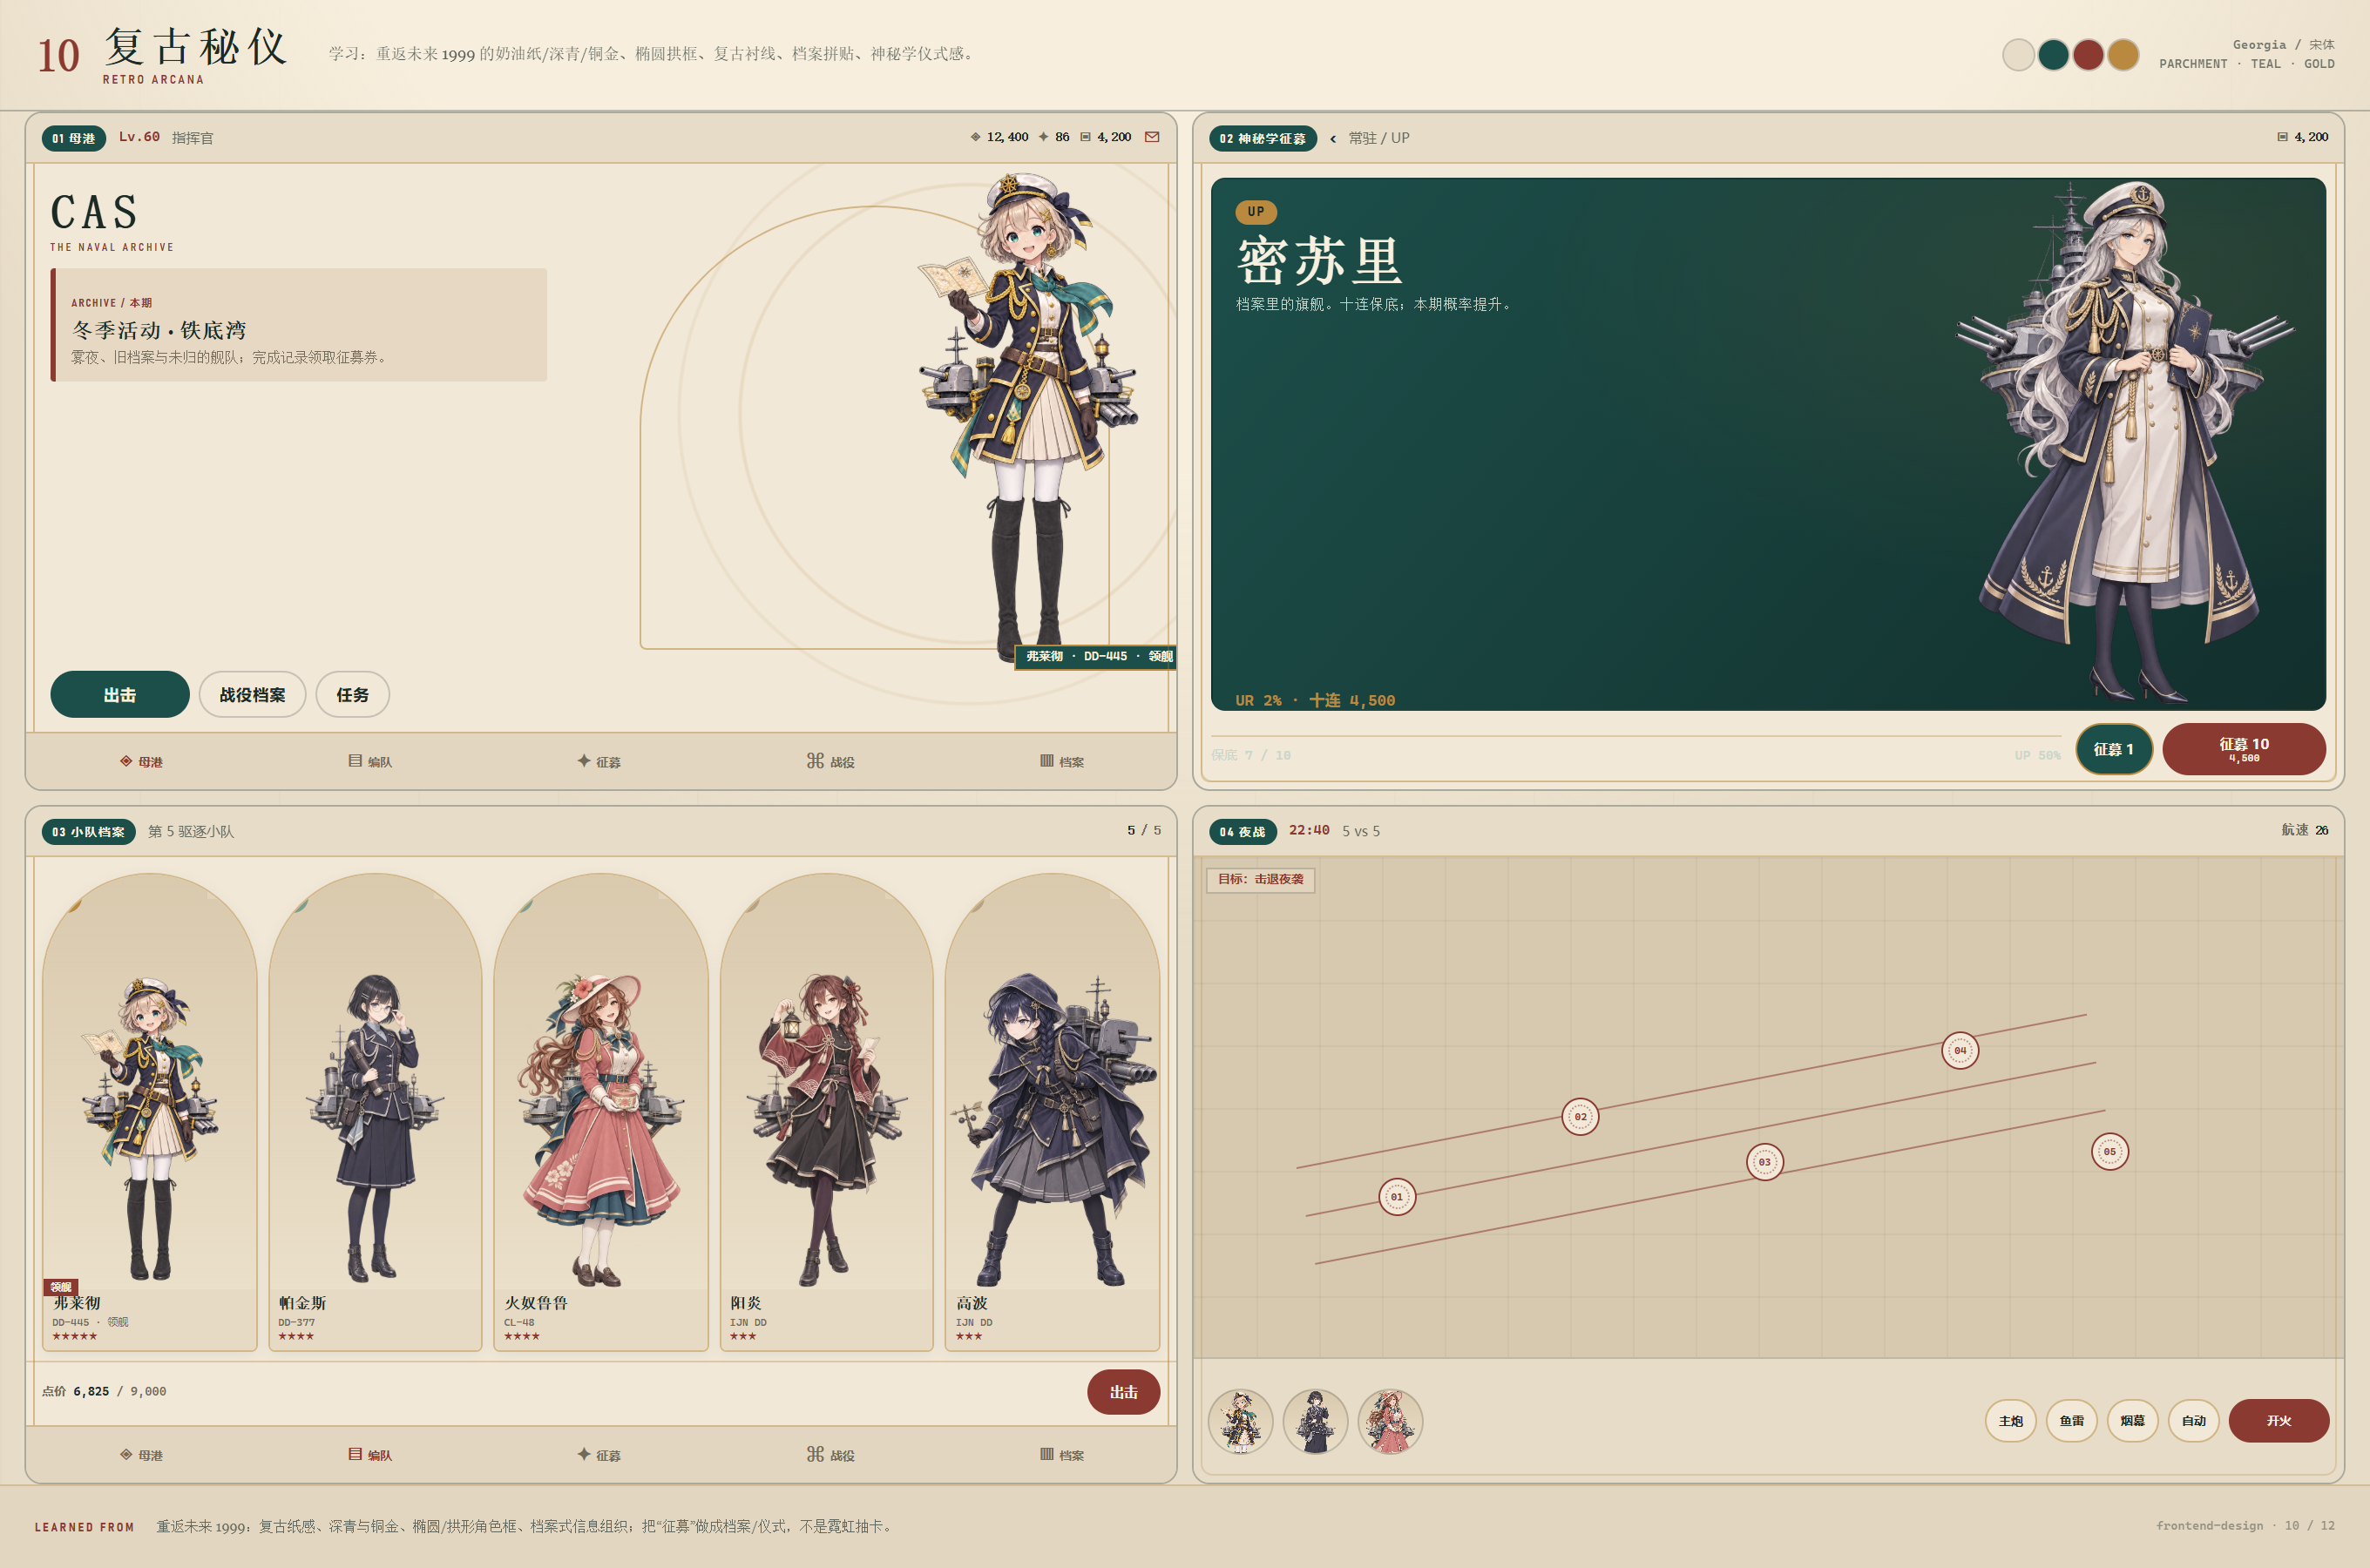 10 复古秘仪
RETRO ARCANA
学习：重返未来 1999 的奶油纸/深青/铜金、椭圆拱框、复古衬线、档案拼贴、神秘学仪式感。
Georgia / 宋体
PARCHMENT · TEAL · GOLD
01 母港 Lv.60 指挥官
12,400 86 4,200
CAS
THE NAVAL ARCHIVE
ARCHIVE / 本期
冬季活动·铁底湾
雾夜、旧档案与未归的舰队；完成记录领取征募券。
弗莱彻 · DD-445 · 领舰
出击 战役档案 任务
母港 编队 征募 战役 档案
02 神秘学征募 ‹ 常驻 / UP
4,200
UP
密苏里
档案里的旗舰。十连保底；本期概率提升。
UR 2% · 十连 4,500
保底 7 / 10
UP 50%
征募 1
征募 10
4,500
03 小队档案 第 5 驱逐小队
5 / 5
领舰
弗莱彻
DD-445 · 领舰
★★★★★
帕金斯
DD-377
★★★★
火奴鲁鲁
CL-48
★★★★
阳炎
IJN DD
★★★
高波
IJN DD
★★★
点价 6,825 / 9,000
出击
母港 编队 征募 战役 档案
04 夜战 22:40 5 vs 5
航速 26
目标：击退夜袭
04
02
03
05
01
主炮 鱼雷 烟幕 自动 开火
LEARNED FROM 重返未来 1999：复古纸感、深青与铜金、椭圆/拱形角色框、档案式信息组织；把“征募”做成档案/仪式，不是霓虹抽卡。
frontend-design · 10 / 12